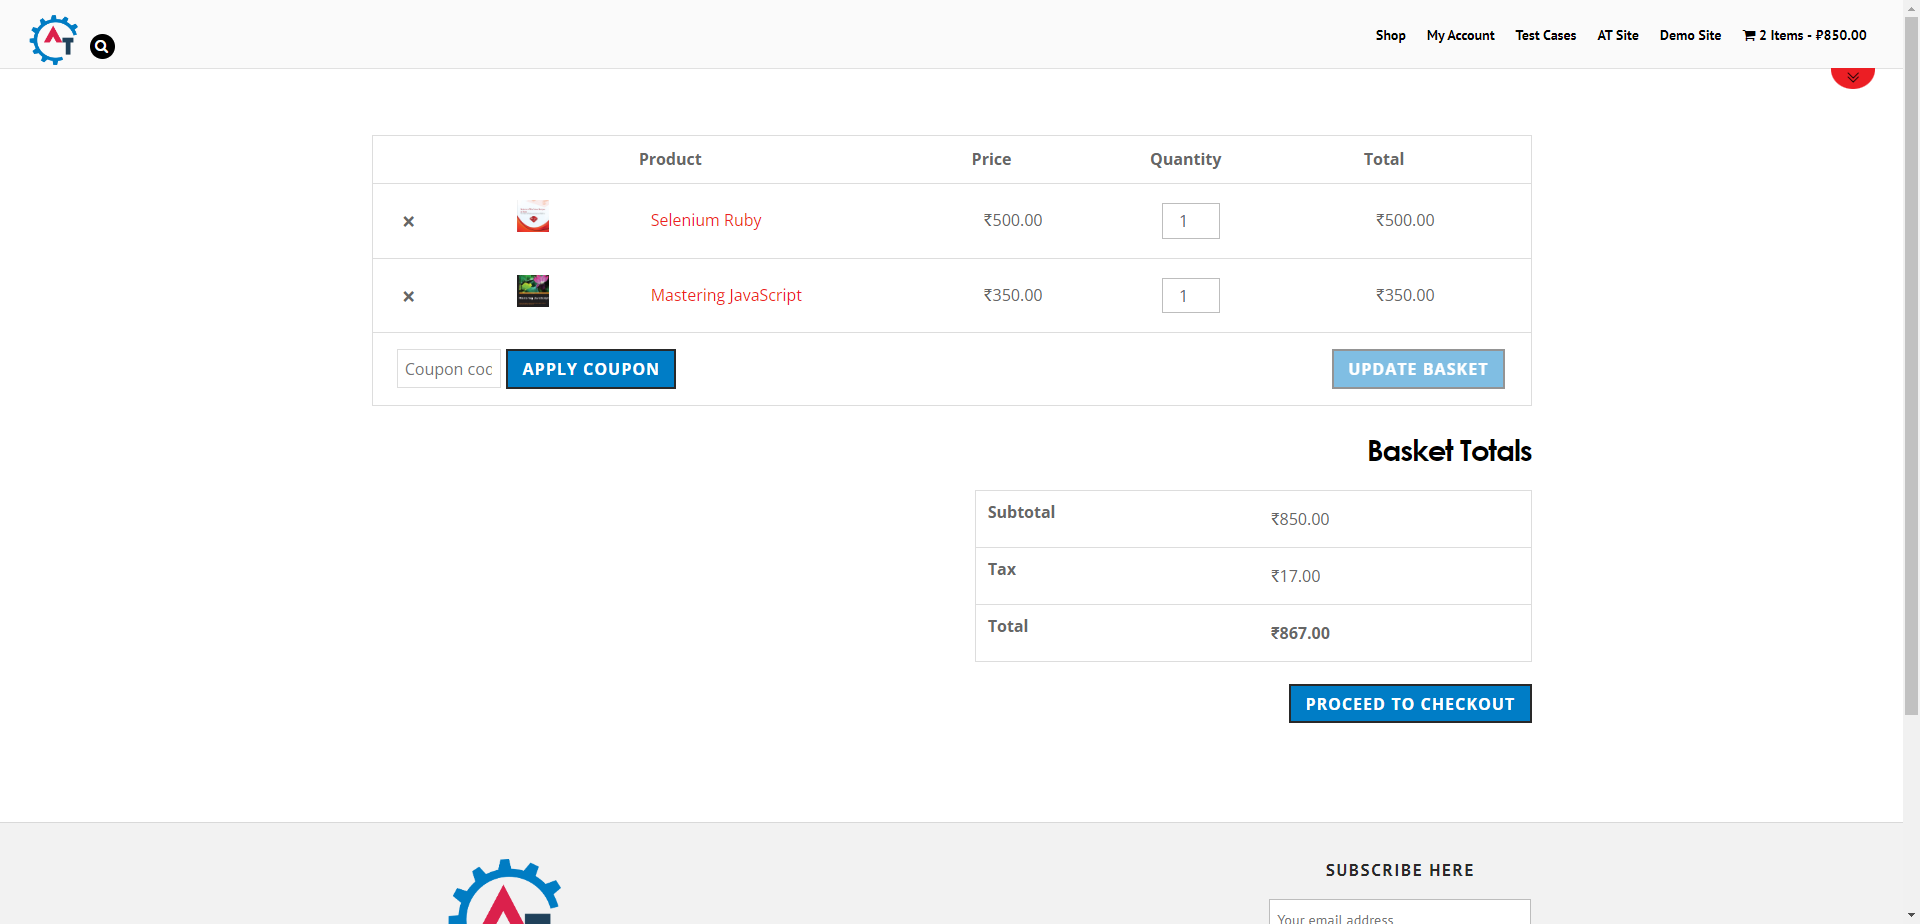 AT
Shop My Account Test Cases AT Site Demo Site 2 Items - ₹850.00
Product Price Quantity Total
× Selenium Ruby ₹500.00 1 ₹500.00
× Mastering JavaScript ₹350.00 1 ₹350.00
Coupon coc APPLY COUPON UPDATE BASKET
Basket Totals
Subtotal ₹850.00
Tax ₹17.00
Total ₹867.00
PROCEED TO CHECKOUT
SUBSCRIBE HERE
AT
Your email address